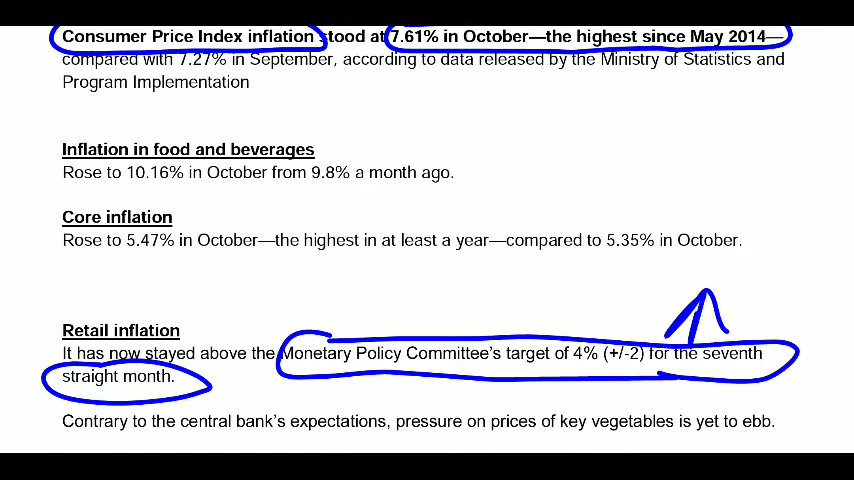 Consumer Price Index inflation stood at 7.61% in October—the highest since May 2014—
compared with 7.27% in September, according to data released by the Ministry of Statistics and
Program Implementation
Inflation in food and beverages
Rose to 10.16% in October from 9.8% a month ago.
Core inflation
Rose to 5.47% in October—the highest in at least a year—compared to 5.35% in October.
Retail inflation
It has now stayed above the Monetary Policy Committee's target of 4% (+/-2) for the seventh
straight month.
Contrary to the central bank's expectations, pressure on prices of key vegetables is yet to ebb.